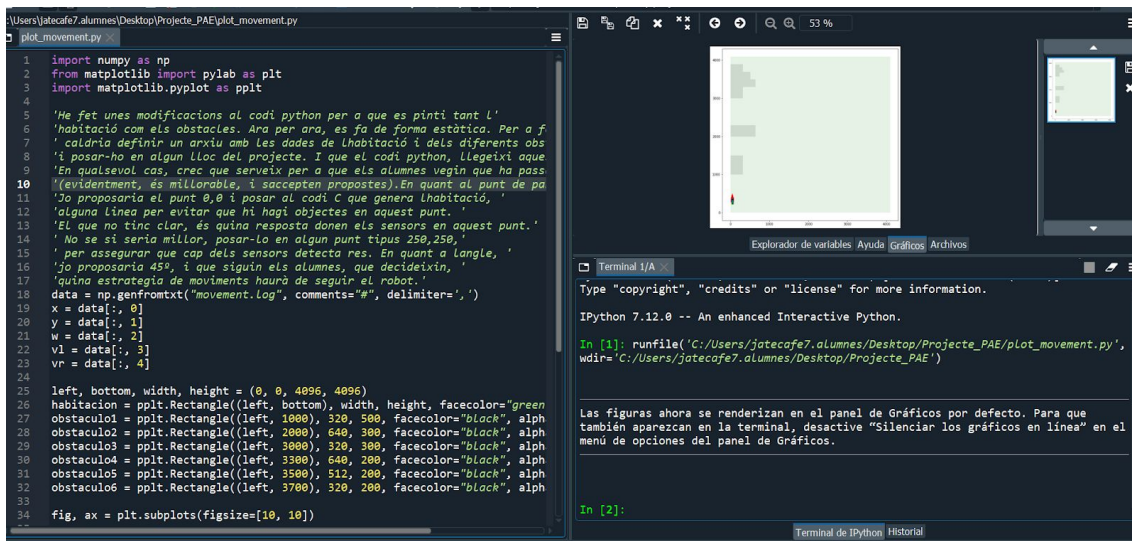 :\Users\jatecafe7.alumnes\Desktop\Projecte_PAE\plot_movement.py
plot_movement.py
1 import numpy as np
2 from matplotlib import pylab as plt
3 import matplotlib.pyplot as pplt
4
5 'He fet unes modificacions al codi python per a que es pinti tant l'
6 'habitació com els obstacles. Ara per ara, es fa de forma estàtica. Per a f
7 ' caldria definir un arxiu amb les dades de lhabitació i dels diferents obs
8 'i posar-ho en algun lloc del projecte. I que el codi python, llegeixi aque
9 'En qualsevol cas, crec que serveix per a que els alumnes vegin que ha pass
10 '(evidentment, és millorable, i saccepten propostes).En quant al punt de pa
11 'Jo proposaria el punt 0,0 i posar al codi C que genera lhabitació, '
12 'alguna linea per evitar que hi hagi objectes en aquest punt. '
13 'El que no tinc clar, és quina resposta donen els sensors en aquest punt.'
14 ' No se si seria millor, posar-lo en algun punt tipus 250,250,'
15 ' per assegurar que cap dels sensors detecta res. En quant a langle, '
16 'jo proposaria 45º, i que siguin els alumnes, que decideixin, '
17 'quina estrategia de moviments haurà de seguir el robot.'
18 data = np.genfromtxt("movement.log", comments="#", delimiter=',')
19 x = data[:, 0]
20 y = data[:, 1]
21 w = data[:, 2]
22 vl = data[:, 3]
23 vr = data[:, 4]
24
25 left, bottom, width, height = (0, 0, 4096, 4096)
26 habitacion = pplt.Rectangle((left, bottom), width, height, facecolor="green
27 obstaculo1 = pplt.Rectangle((left, 1000), 320, 500, facecolor="black", alph
28 obstaculo2 = pplt.Rectangle((left, 2000), 640, 300, facecolor="black", alph
29 obstaculo3 = pplt.Rectangle((left, 3000), 320, 300, facecolor="black", alph
30 obstaculo4 = pplt.Rectangle((left, 3300), 640, 200, facecolor="black", alph
31 obstaculo5 = pplt.Rectangle((left, 3500), 512, 200, facecolor="black", alph
32 obstaculo6 = pplt.Rectangle((left, 3700), 320, 200, facecolor="black", alph
33
34 fig, ax = plt.subplots(figsize=[10, 10])
53 %
Explorador de variables Ayuda Gráficos Archivos
Terminal 1/A
Type "copyright", "credits" or "license" for more information.
IPython 7.12.0 -- An enhanced Interactive Python.
In [1]: runfile('C:/Users/jatecafe7.alumnes/Desktop/Projecte_PAE/plot_movement.py',
wdir='C:/Users/jatecafe7.alumnes/Desktop/Projecte_PAE')
Las figuras ahora se renderizan en el panel de Gráficos por defecto. Para que
también aparezcan en la terminal, desactive “Silenciar los gráficos en línea” en el
menú de opciones del panel de Gráficos.
In [2]:
Terminal de IPython Historial